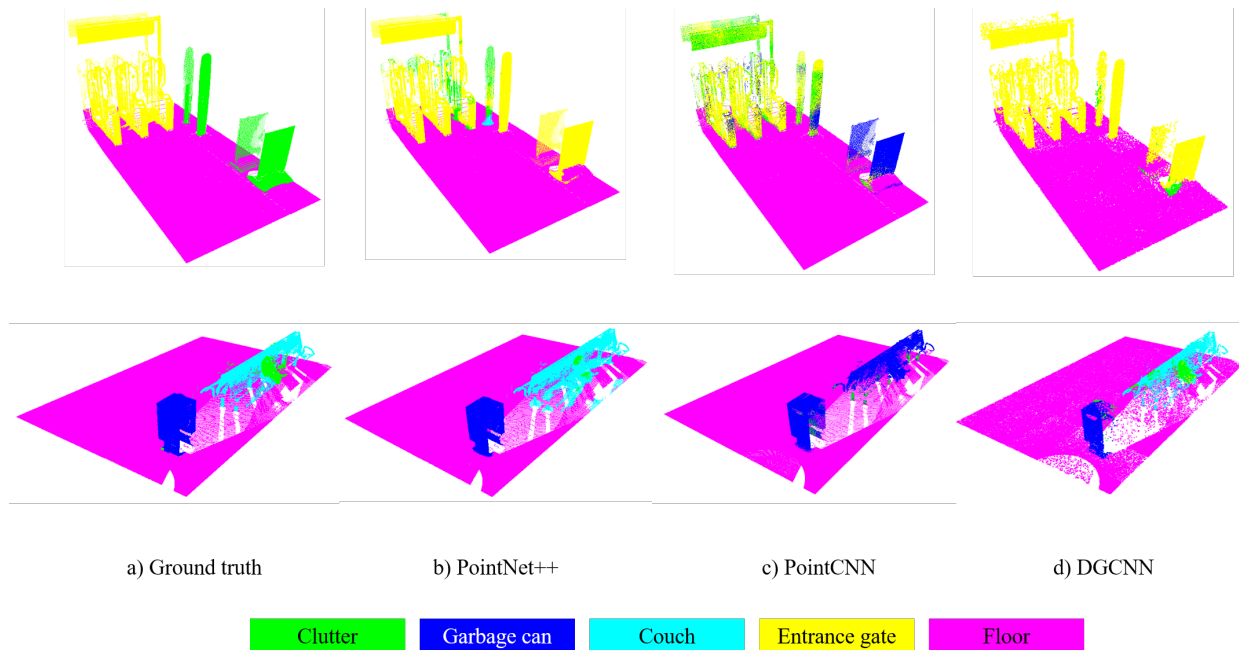 a) Ground truth
b) PointNet++
c) PointCNN
d) DGCNN
Clutter
Garbage can
Couch
Entrance gate
Floor